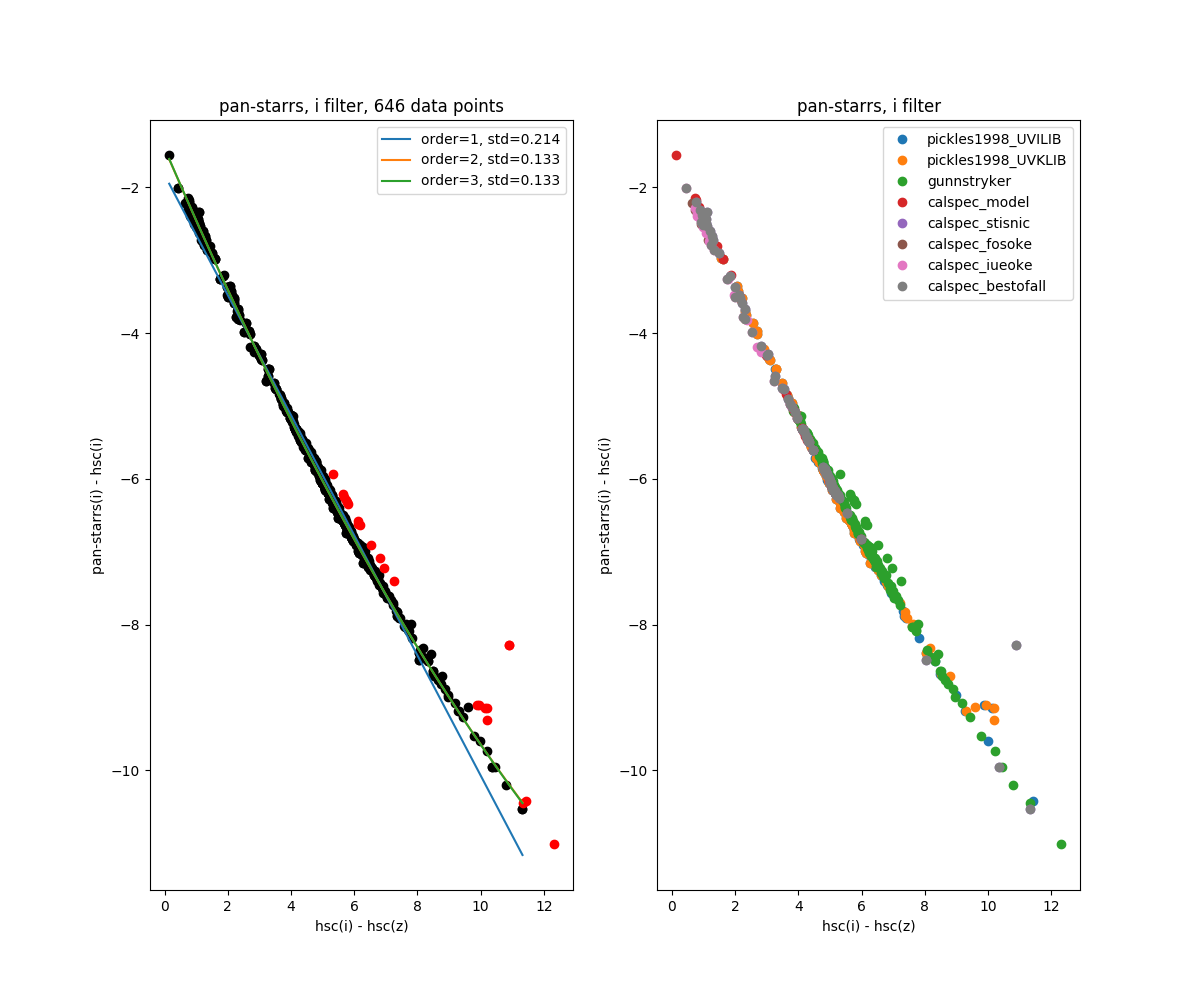 pan-starrs, i filter, 646 data points
order=1, std=0.214
order=2, std=0.133
order=3, std=0.133
−2
−4
−6
−8
−10
pan-starrs(i) - hsc(i)
0 2 4 6 8 10 12
hsc(i) - hsc(z)
pan-starrs, i filter
pickles1998_UVILIB
pickles1998_UVKLIB
gunnstryker
calspec_model
calspec_stisnic
calspec_fosoke
calspec_iueoke
calspec_bestofall
−2
−4
−6
−8
−10
pan-starrs(i) - hsc(i)
0 2 4 6 8 10 12
hsc(i) - hsc(z)